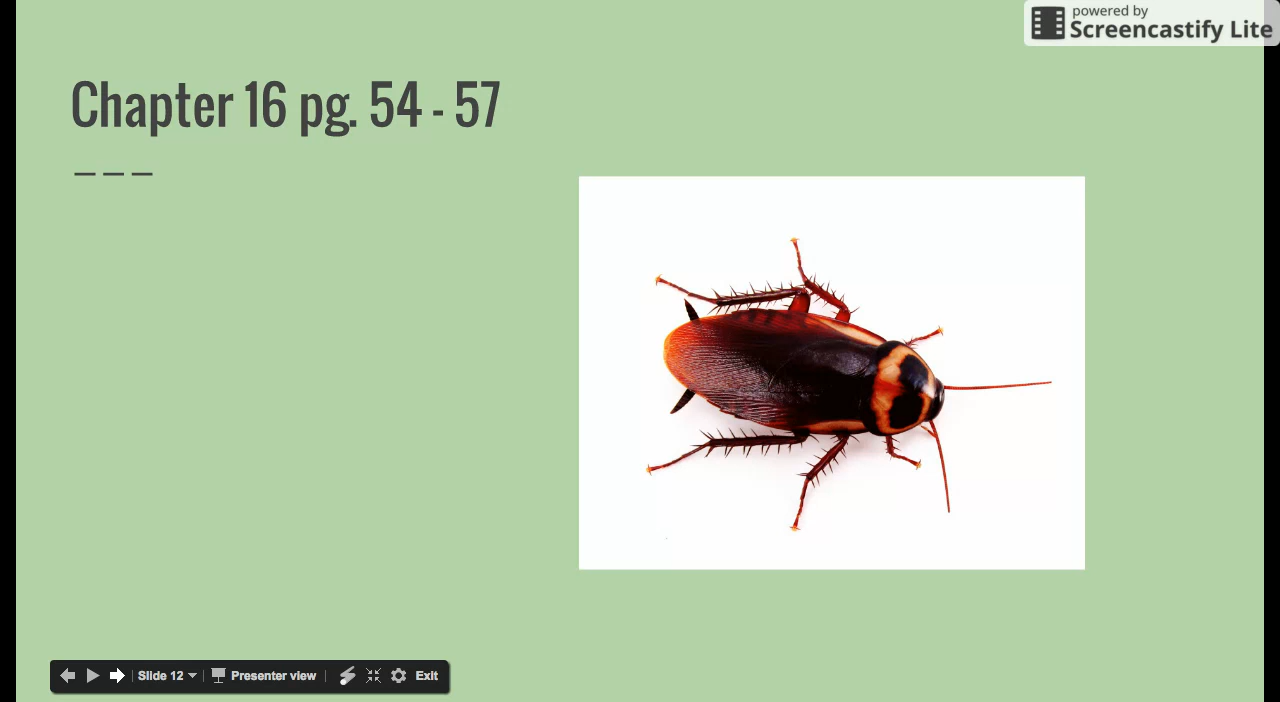 powered by
Screencastify Lite
Chapter 16 pg. 54 - 57
Slide 12
Presenter view
Exit